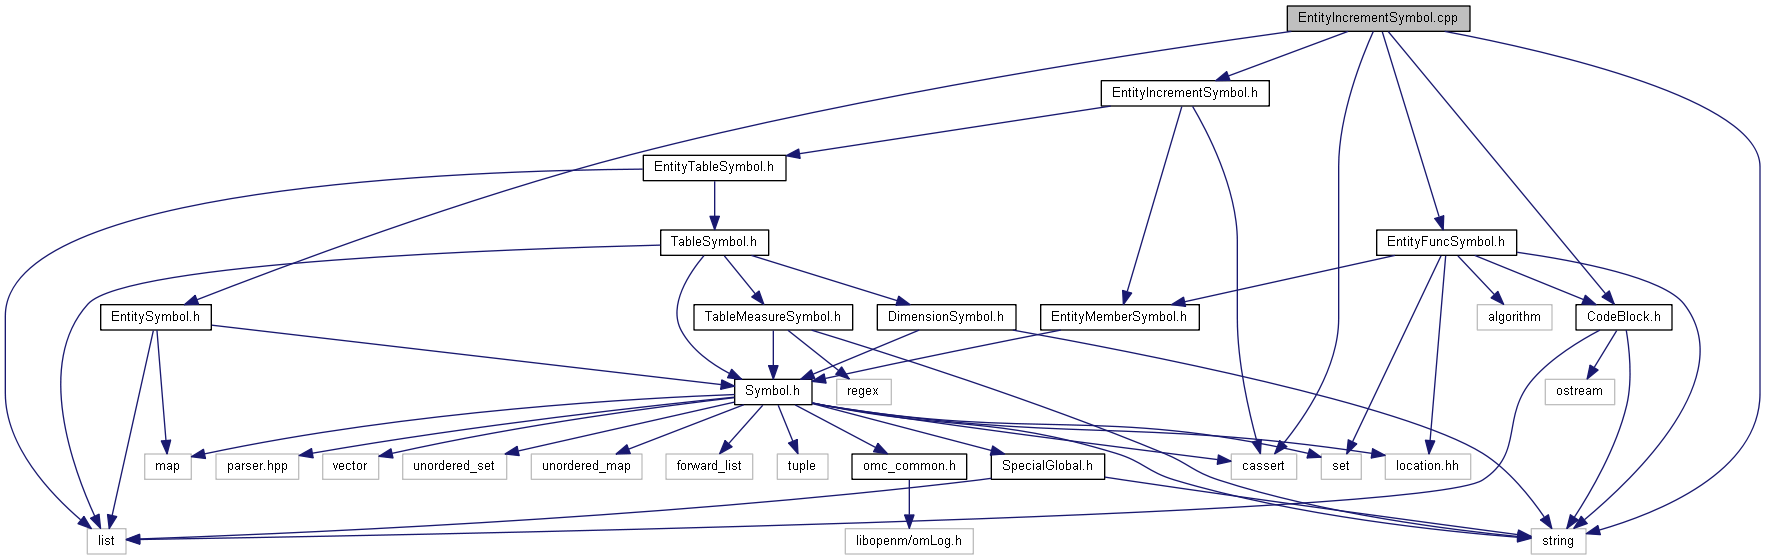 EntityIncrementSymbol.cpp
EntityIncrementSymbol.h
EntityTableSymbol.h
TableSymbol.h
EntityFuncSymbol.h
EntitySymbol.h
TableMeasureSymbol.h
DimensionSymbol.h
EntityMemberSymbol.h
algorithm
CodeBlock.h
Symbol.h
regex
ostream
map
parser.hpp
vector
unordered_set
unordered_map
forward_list
tuple
omc_common.h
SpecialGlobal.h
cassert
set
location.hh
list
libopenm/omLog.h
string